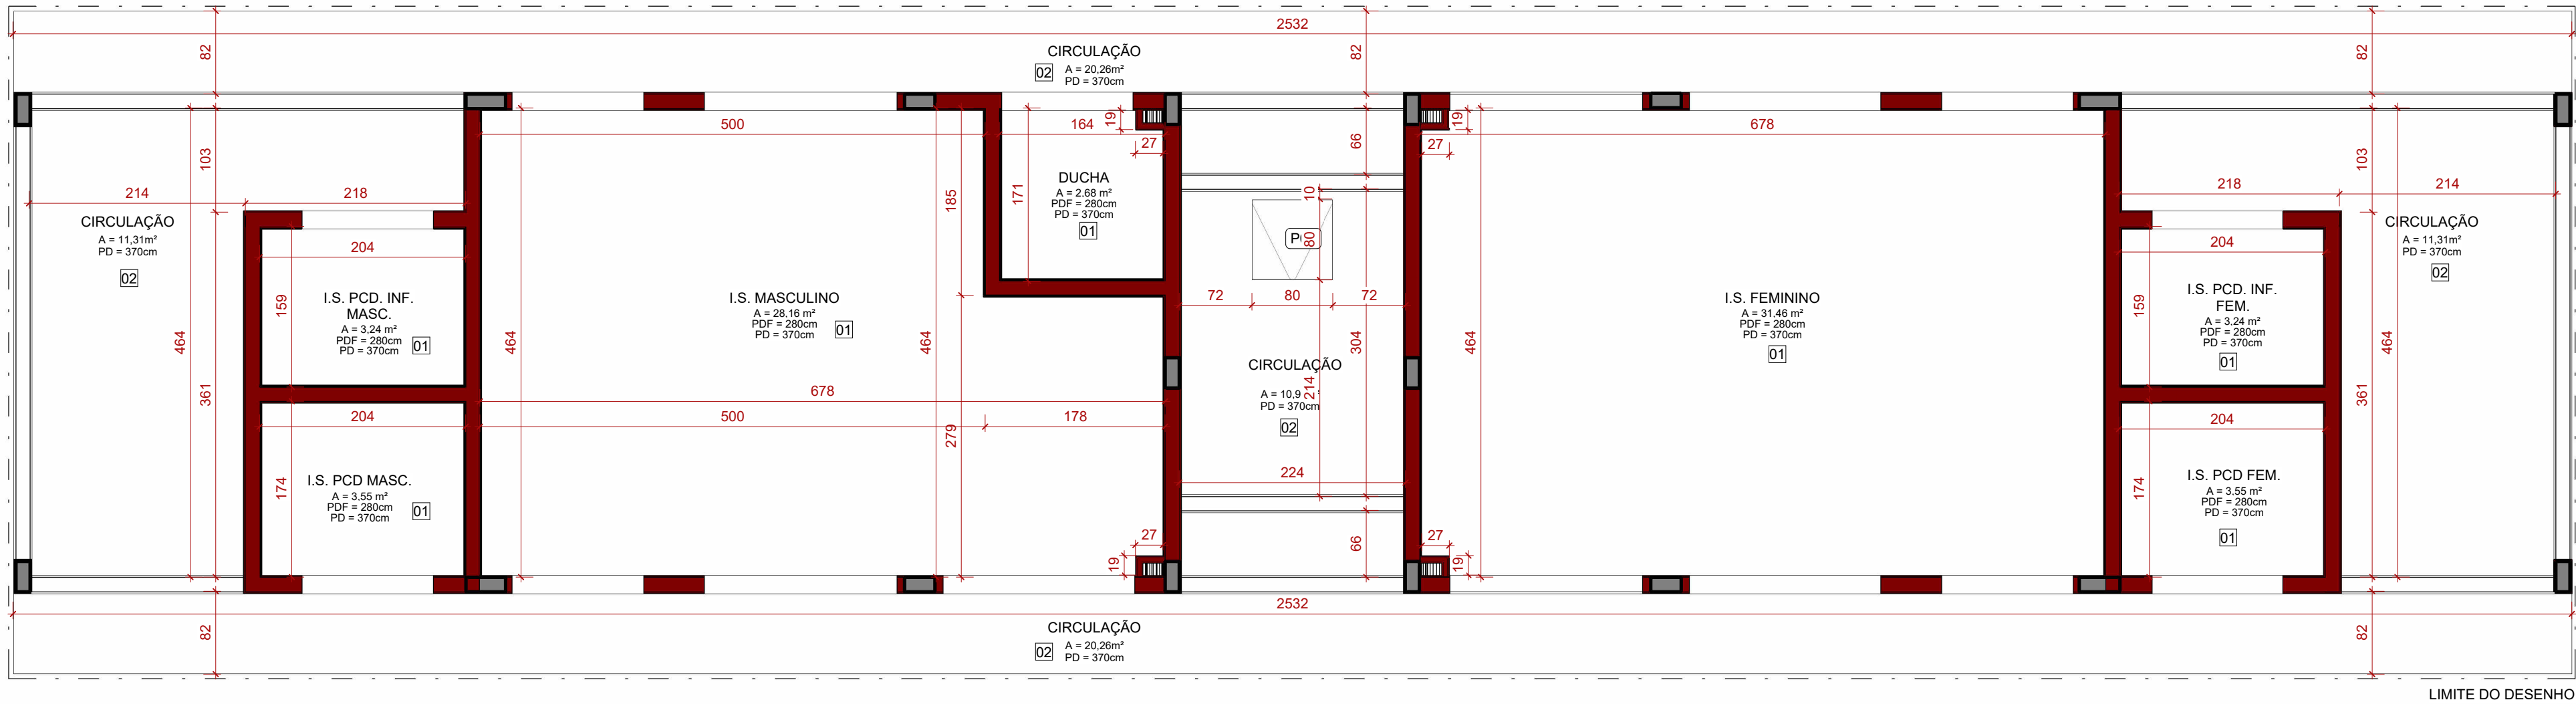 2532
82
82
82
CIRCULAÇÃO
02
A = 20,26m²
PD = 370cm
500
164
19
27
19
27
678
66
103
103
214
218
218
214
CIRCULAÇÃO
A = 11,31m²
PD = 370cm
02
204
159
I.S. PCD. INF.
MASC.
A = 3,24 m²
PDF = 280cm
PD = 370cm
01
464
361
464
I.S. MASCULINO
A = 28,16 m²
PDF = 280cm
PD = 370cm
01
464
185
171
DUCHA
A = 2.68 m²
PDF = 280cm
PD = 370cm
01
10
80
72
80
72
304
214
CIRCULAÇÃO
A = 10,9
PD = 370cm
02
224
66
464
I.S. FEMININO
A = 31,46 m²
PDF = 280cm
PD = 370cm
01
204
159
I.S. PCD. INF.
FEM.
A = 3.24 m²
PDF = 280cm
PD = 370cm
01
361
464
CIRCULAÇÃO
A = 11,31m²
PD = 370cm
02
678
204
500
178
279
204
174
I.S. PCD MASC.
A = 3.55 m²
PDF = 280cm
PD = 370cm
01
174
I.S. PCD FEM.
A = 3.55 m²
PDF = 280cm
PD = 370cm
01
27
19
27
19
2532
82
82
CIRCULAÇÃO
02
A = 20,26m²
PD = 370cm
LIMITE DO DESENHO